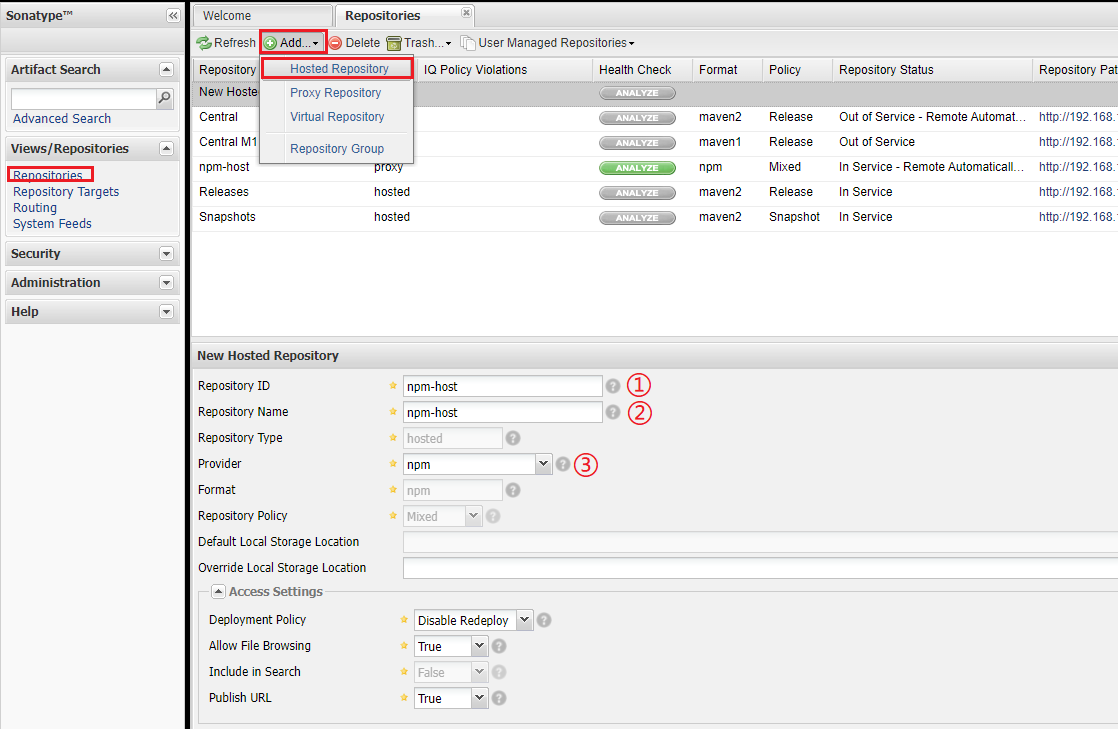 Sonatype™
Artifact Search
Advanced Search
Views/Repositories
Repositories
Repository Targets
Routing
System Feeds
Security
Administration
Help
Welcome
Repositories
Refresh Add... Delete Trash... User Managed Repositories
Hosted Repository
Proxy Repository
Virtual Repository
Repository Group
Repository IQ Policy Violations Health Check Format Policy Repository Status Repository Pat
New Hoste ANALYZE
Central ANALYZE maven2 Release Out of Service - Remote Automat... http://192.168.
Central M1 ANALYZE maven1 Release Out of Service http://192.168.
npm-host proxy ANALYZE npm Mixed In Service - Remote Automaticall... http://192.168.
Releases hosted ANALYZE maven2 Release In Service http://192.168.
Snapshots hosted ANALYZE maven2 Snapshot In Service http://192.168.
New Hosted Repository
Repository ID npm-host ①
Repository Name npm-host ②
Repository Type hosted
Provider npm ③
Format npm
Repository Policy Mixed
Default Local Storage Location
Override Local Storage Location
Access Settings
Deployment Policy Disable Redeploy
Allow File Browsing True
Include in Search False
Publish URL True